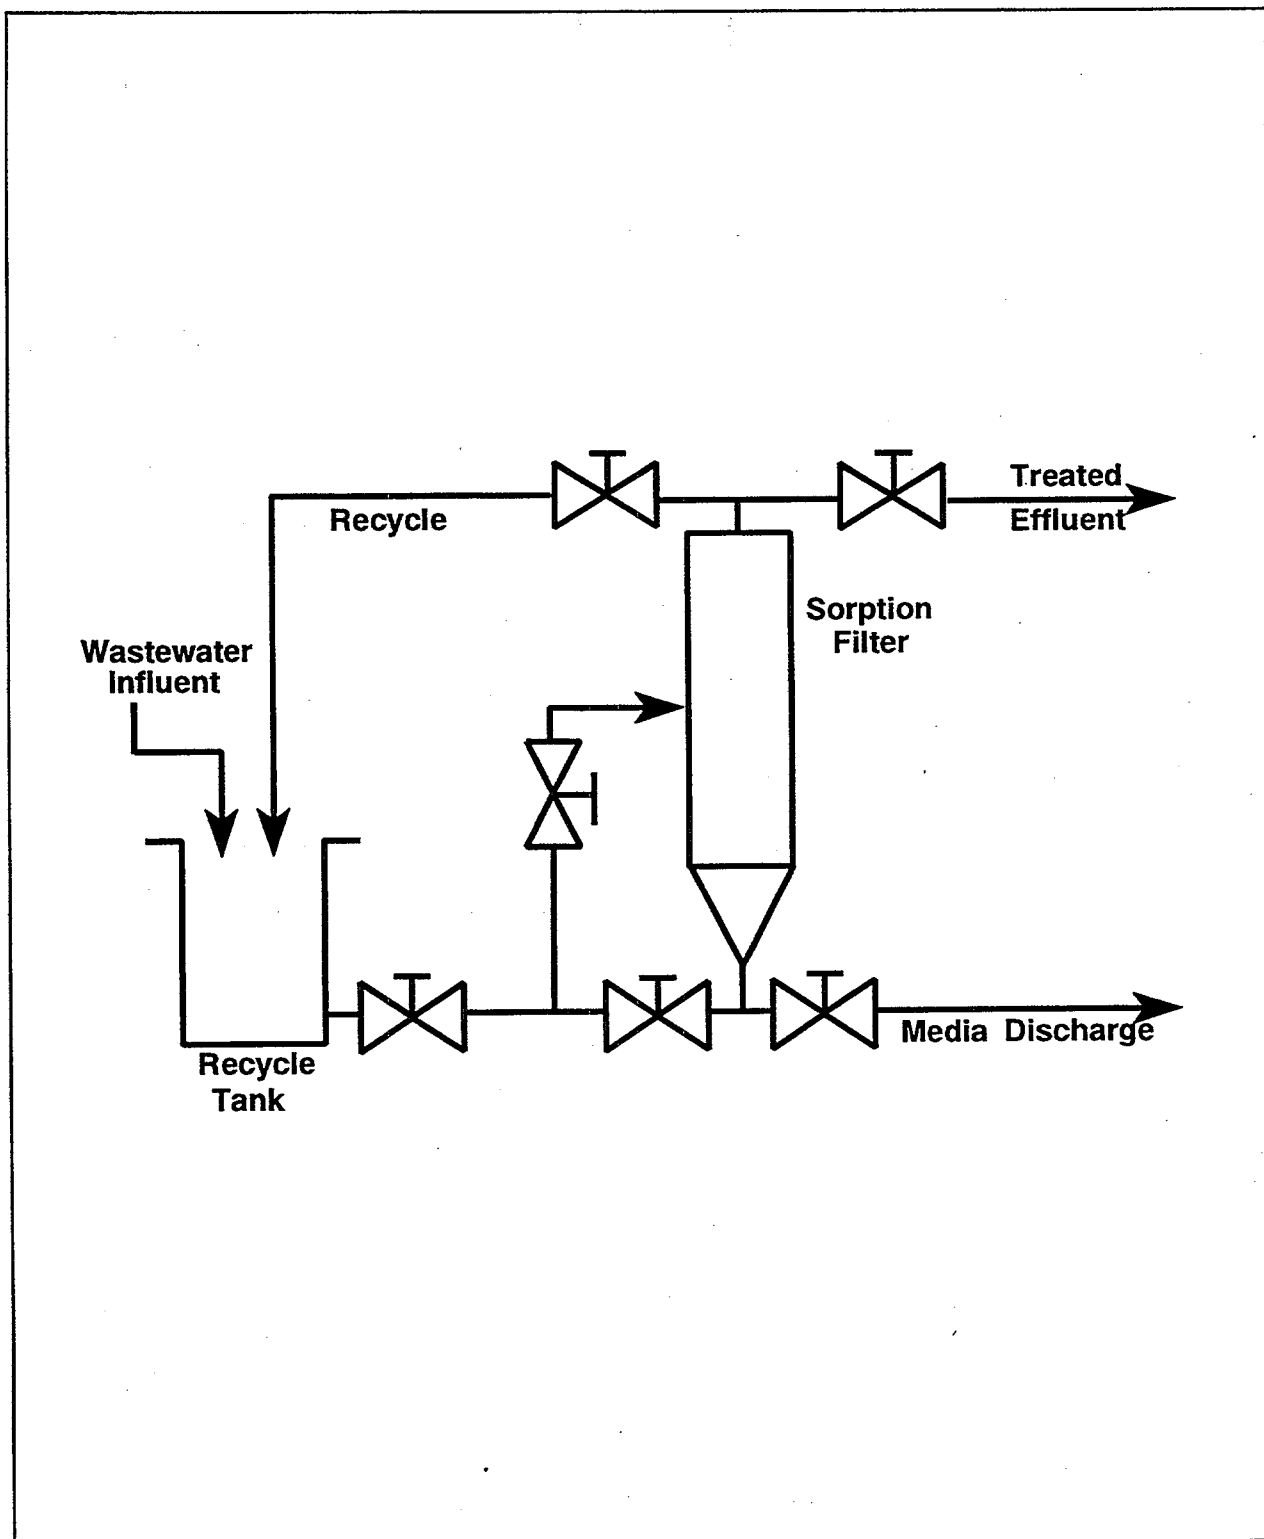 Treated
Effluent
Recycle
Sorption
Filter
Wastewater
Influent
Media Discharge
Recycle
Tank